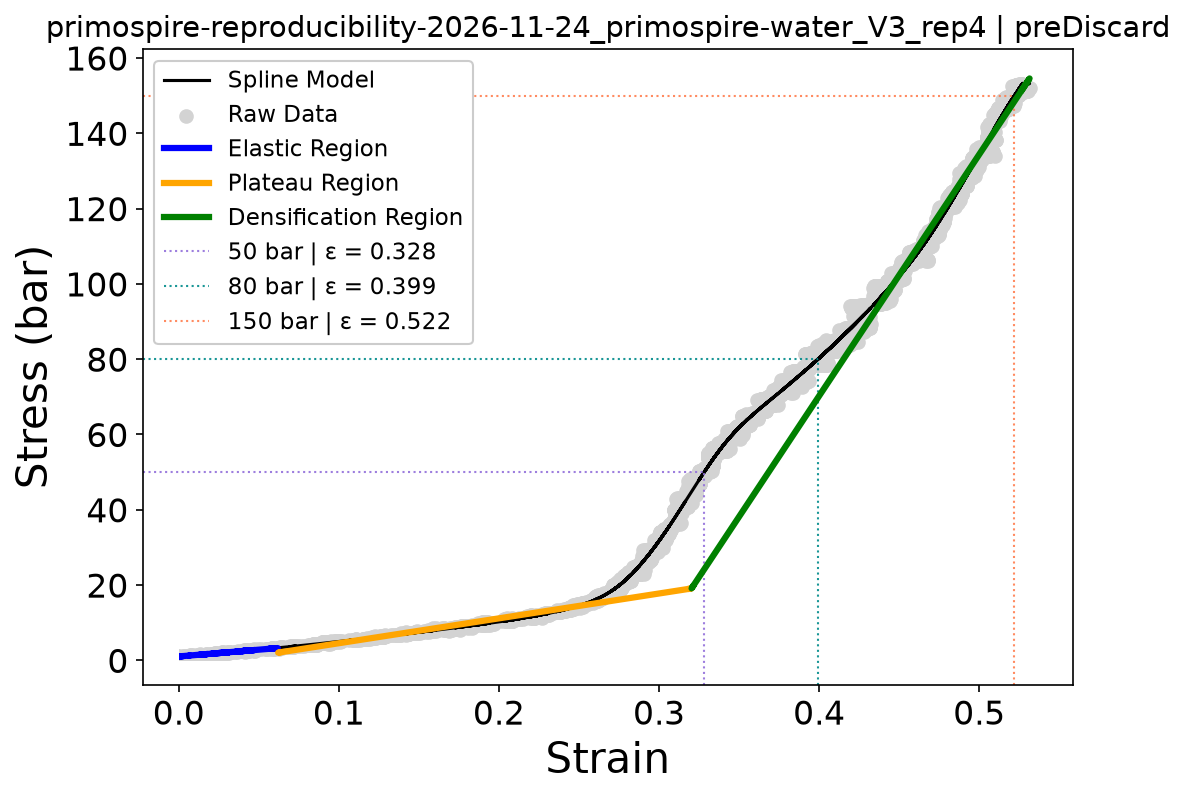 primospire-reproducibility-2026-11-24_primospire-water_V3_rep4 | preDiscard
Stress (bar)
160
140
120
100
80
60
40
20
0
Spline Model
Raw Data
Elastic Region
Plateau Region
Densification Region
50 bar | ε = 0.328
80 bar | ε = 0.399
150 bar | ε = 0.522
0.0 0.1 0.2 0.3 0.4 0.5
Strain